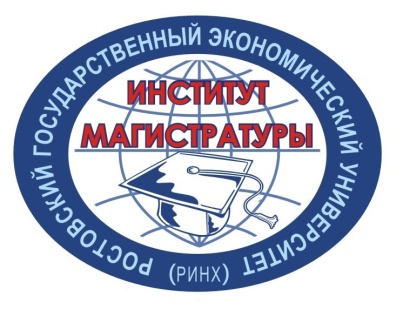 РОСТОВСКИЙ ГОСУДАРСТВЕННЫЙ ЭКОНОМИЧЕСКИЙ УНИВЕРСИТЕТ
(РИНХ)
ИНСТИТУТ
МАГИСТРАТУРЫ